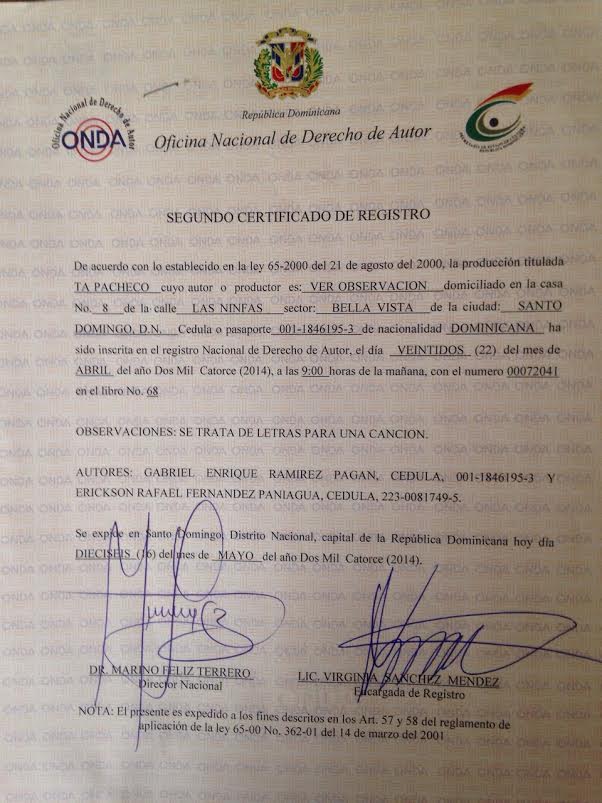 República Dominicana
Oficina Nacional de Derecho de Autor
Oficina Nacional de Derecho de Autor
ONDA
SEGUNDO CERTIFICADO DE REGISTRO
De acuerdo con lo establecido en la ley 65-2000 del 21 de agosto del 2000, la producción titulada
TA PACHECO cuyo autor o productor es: VER OBSERVACION domiciliado en la casa
No. 8 de la calle LAS NINFAS sector: BELLA VISTA de la ciudad: SANTO
DOMINGO, D.N. Cedula o pasaporte 001-1846195-3 de nacionalidad DOMINICANA ha
sido inscrita en el registro Nacional de Derecho de Autor, el día VEINTIDOS (22) del mes de
ABRIL del año Dos Mil Catorce (2014), a las 9:00 horas de la mañana, con el numero 00072041
en el libro No. 68
OBSERVACIONES: SE TRATA DE LETRAS PARA UNA CANCION.
AUTORES: GABRIEL ENRIQUE RAMIREZ PAGAN, CEDULA, 001-1846195-3 Y
ERICKSON RAFAEL FERNANDEZ PANIAGUA, CEDULA, 223-0081749-5.
Se expide en Santo Domingo, Distrito Nacional, capital de la República Dominicana hoy día
DIECISEIS (16) del mes de MAYO del año Dos Mil Catorce (2014).
DR. MARINO FELIZ TERRERO
Director Nacional
LIC. VIRGINIA SANCHEZ MENDEZ
Encargada de Registro
NOTA: El presente es expedido a los fines descritos en los Art. 57 y 58 del reglamento de
aplicación de la ley 65-00 No. 362-01 del 14 de marzo del 2001